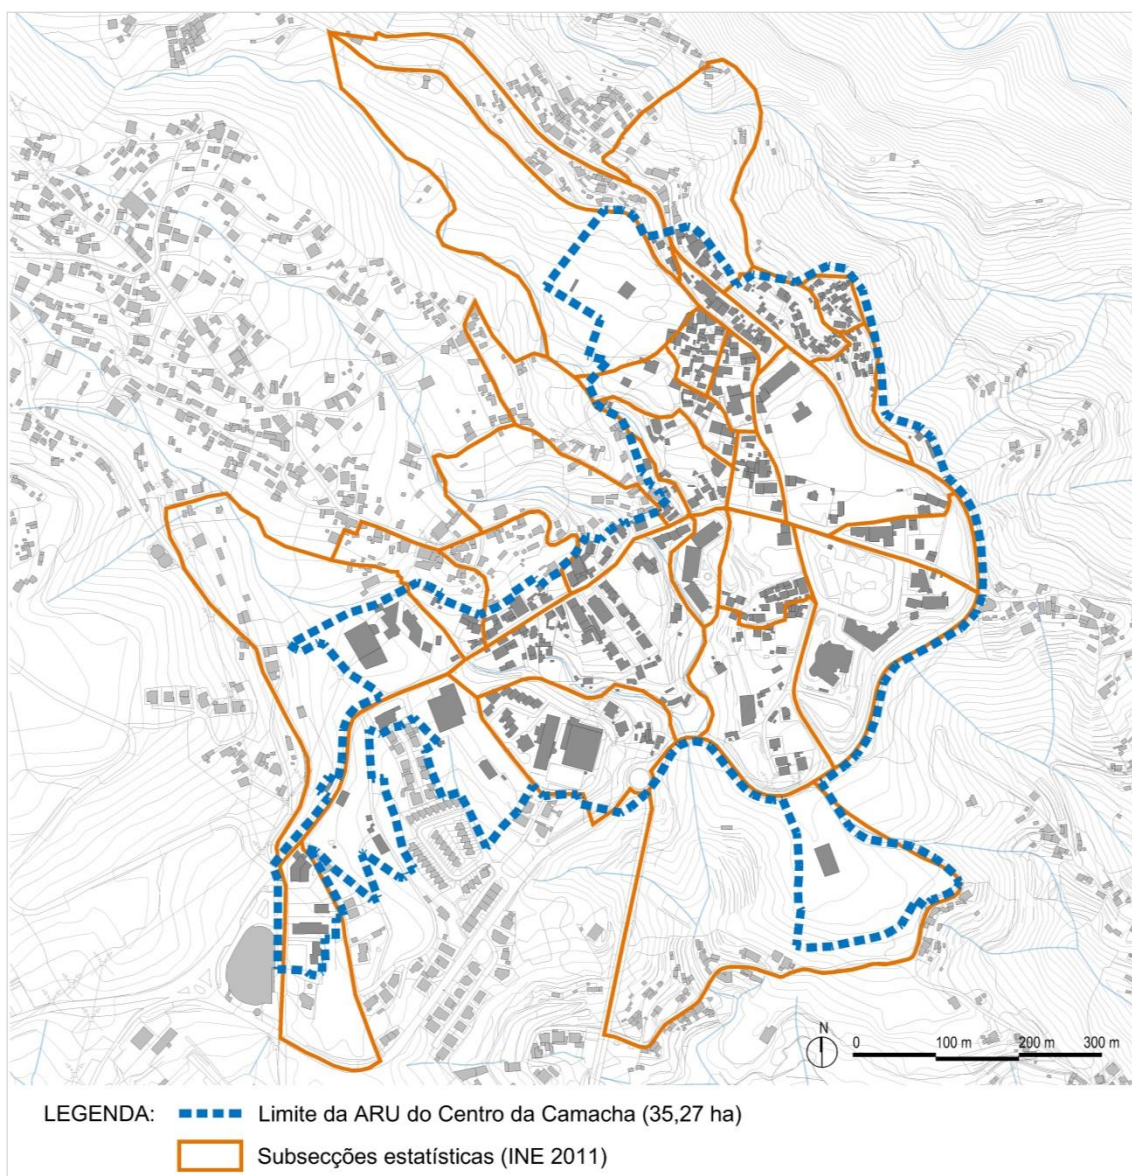 N
0 100 m 200 m 300 m
LEGENDA: Limite da ARU do Centro da Camacha (35,27 ha)
Subsecções estatísticas (INE 2011)